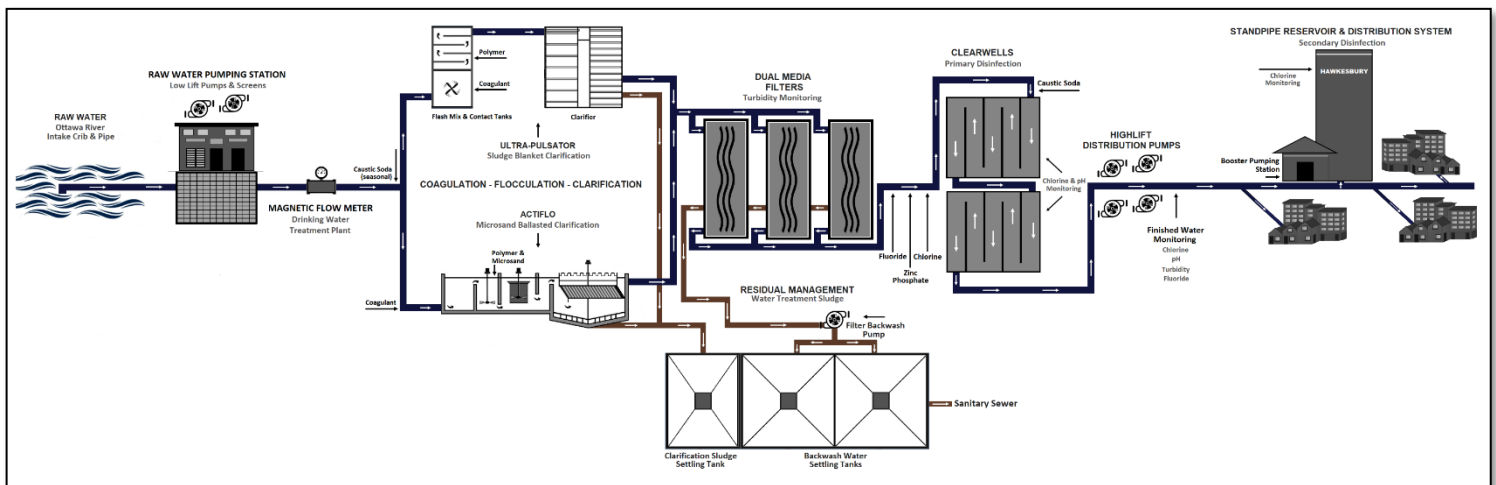 RAW WATER
Ottawa River
Intake Crib & Pipe
RAW WATER PUMPING STATION
Low Lift Pumps & Screens
MAGNETIC FLOW METER
Drinking Water
Treatment Plant
Caustic Soda
(seasonal)
Polymer
Coagulant
Flash Mix & Contact Tanks
Clarifior
ULTRA-PULSATOR
Sludge Blanket Clarification
COAGULATION - FLOCCULATION - CLARIFICATION
ACTIFLO
Microsand Ballasted Clarification
Polymer &
Microsand
Coagulant
DUAL MEDIA
FILTERS
Turbidity Monitoring
Fluoride
Zinc
Phosphate
Chlorine
RESIDUAL MANAGEMENT
Water Treatment Sludge
Filter Backwash
Pump
Clarification Sludge
Settling Tank
Backwash Water
Settling Tanks
Sanitary Sewer
CLEARWELLS
Primary Disinfection
Caustic Soda
Chlorine & pH
Monitoring
HIGHLIFT
DISTRIBUTION PUMPS
Finished Water
Monitoring
Chlorine
pH
Turbidity
Fluoride
STANDPIPE RESERVOIR & DISTRIBUTION SYSTEM
Secondary Disinfection
Chlorine
Monitoring
HAWKESBURY
Booster Pumping
Station